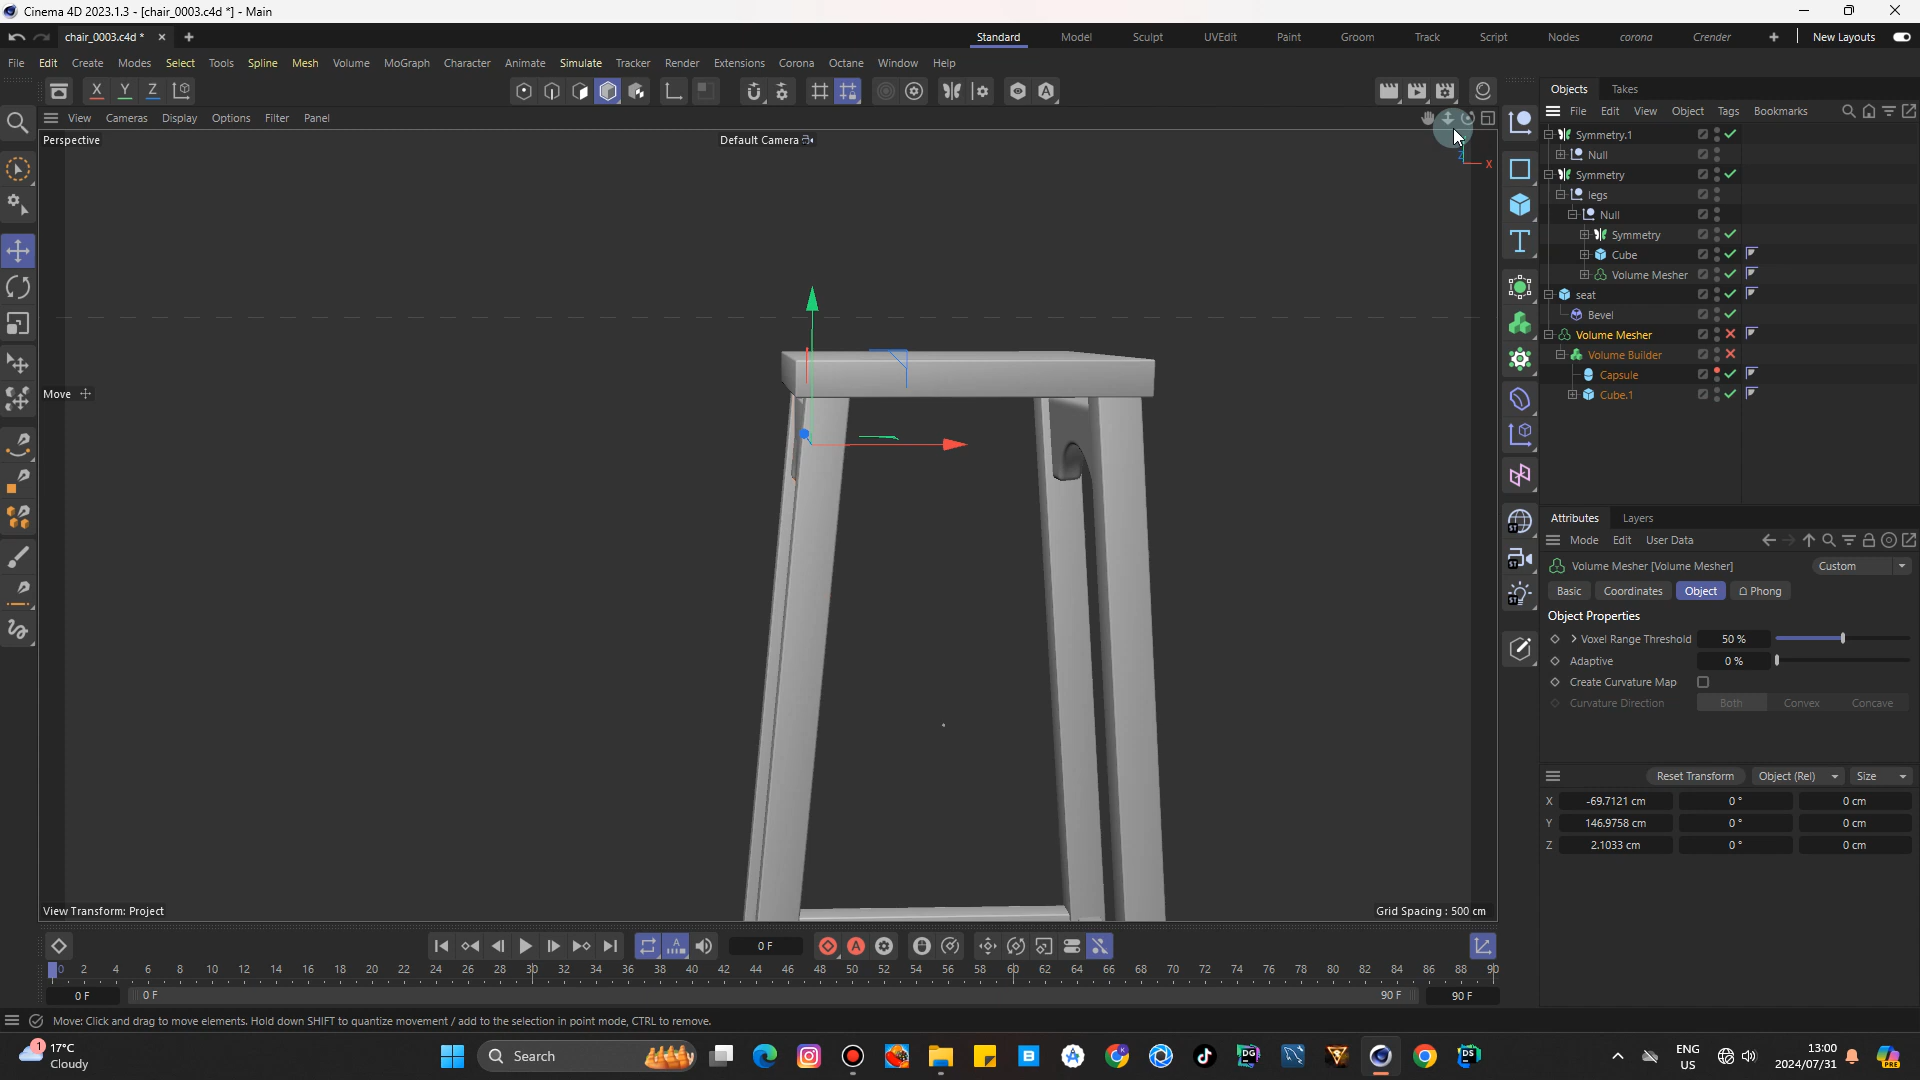 Cinema 4D 2023.1.3 - [chair_0003.c4d *] - Main
chair_0003.c4d *
Standard Model Sculpt UVEdit Paint Groom Track Script Nodes corona Crender New Layouts
File Edit Create Modes Select Tools Spline Mesh Volume MoGraph Character Animate Simulate Tracker Render Extensions Corona Octane Window Help
X Y Z
Objects Takes
File Edit View Object Tags Bookmarks
View Cameras Display Options Filter Panel
Perspective
Default Camera
Z X
Move
Symmetry.1
Null
Symmetry
legs
Null
Symmetry
Cube
Volume Mesher
seat
Bevel
Volume Mesher
Volume Builder
Capsule
Cube.1
Attributes Layers
Mode Edit User Data
Volume Mesher [Volume Mesher] Custom
Basic Coordinates Object Phong
Object Properties
Voxel Range Threshold 50 %
Adaptive 0 %
Create Curvature Map
Curvature Direction Both Convex Concave
Reset Transform Object (Rel) Size
X -69.7121 cm 0 ° 0 cm
Y 146.9758 cm 0 ° 0 cm
Z 2.1033 cm 0 ° 0 cm
View Transform: Project
Grid Spacing : 500 cm
0 F
0 2 4 6 8 10 12 14 16 18 20 22 24 26 28 30 32 34 36 38 40 42 44 46 48 50 52 54 56 58 60 62 64 66 68 70 72 74 76 78 80 82 84 86 88 90
0 F 0 F 90 F 90 F
Move: Click and drag to move elements. Hold down SHIFT to quantize movement / add to the selection in point mode, CTRL to remove.
1 17°C
Cloudy
Search
ENG
US
13:00
2024/07/31